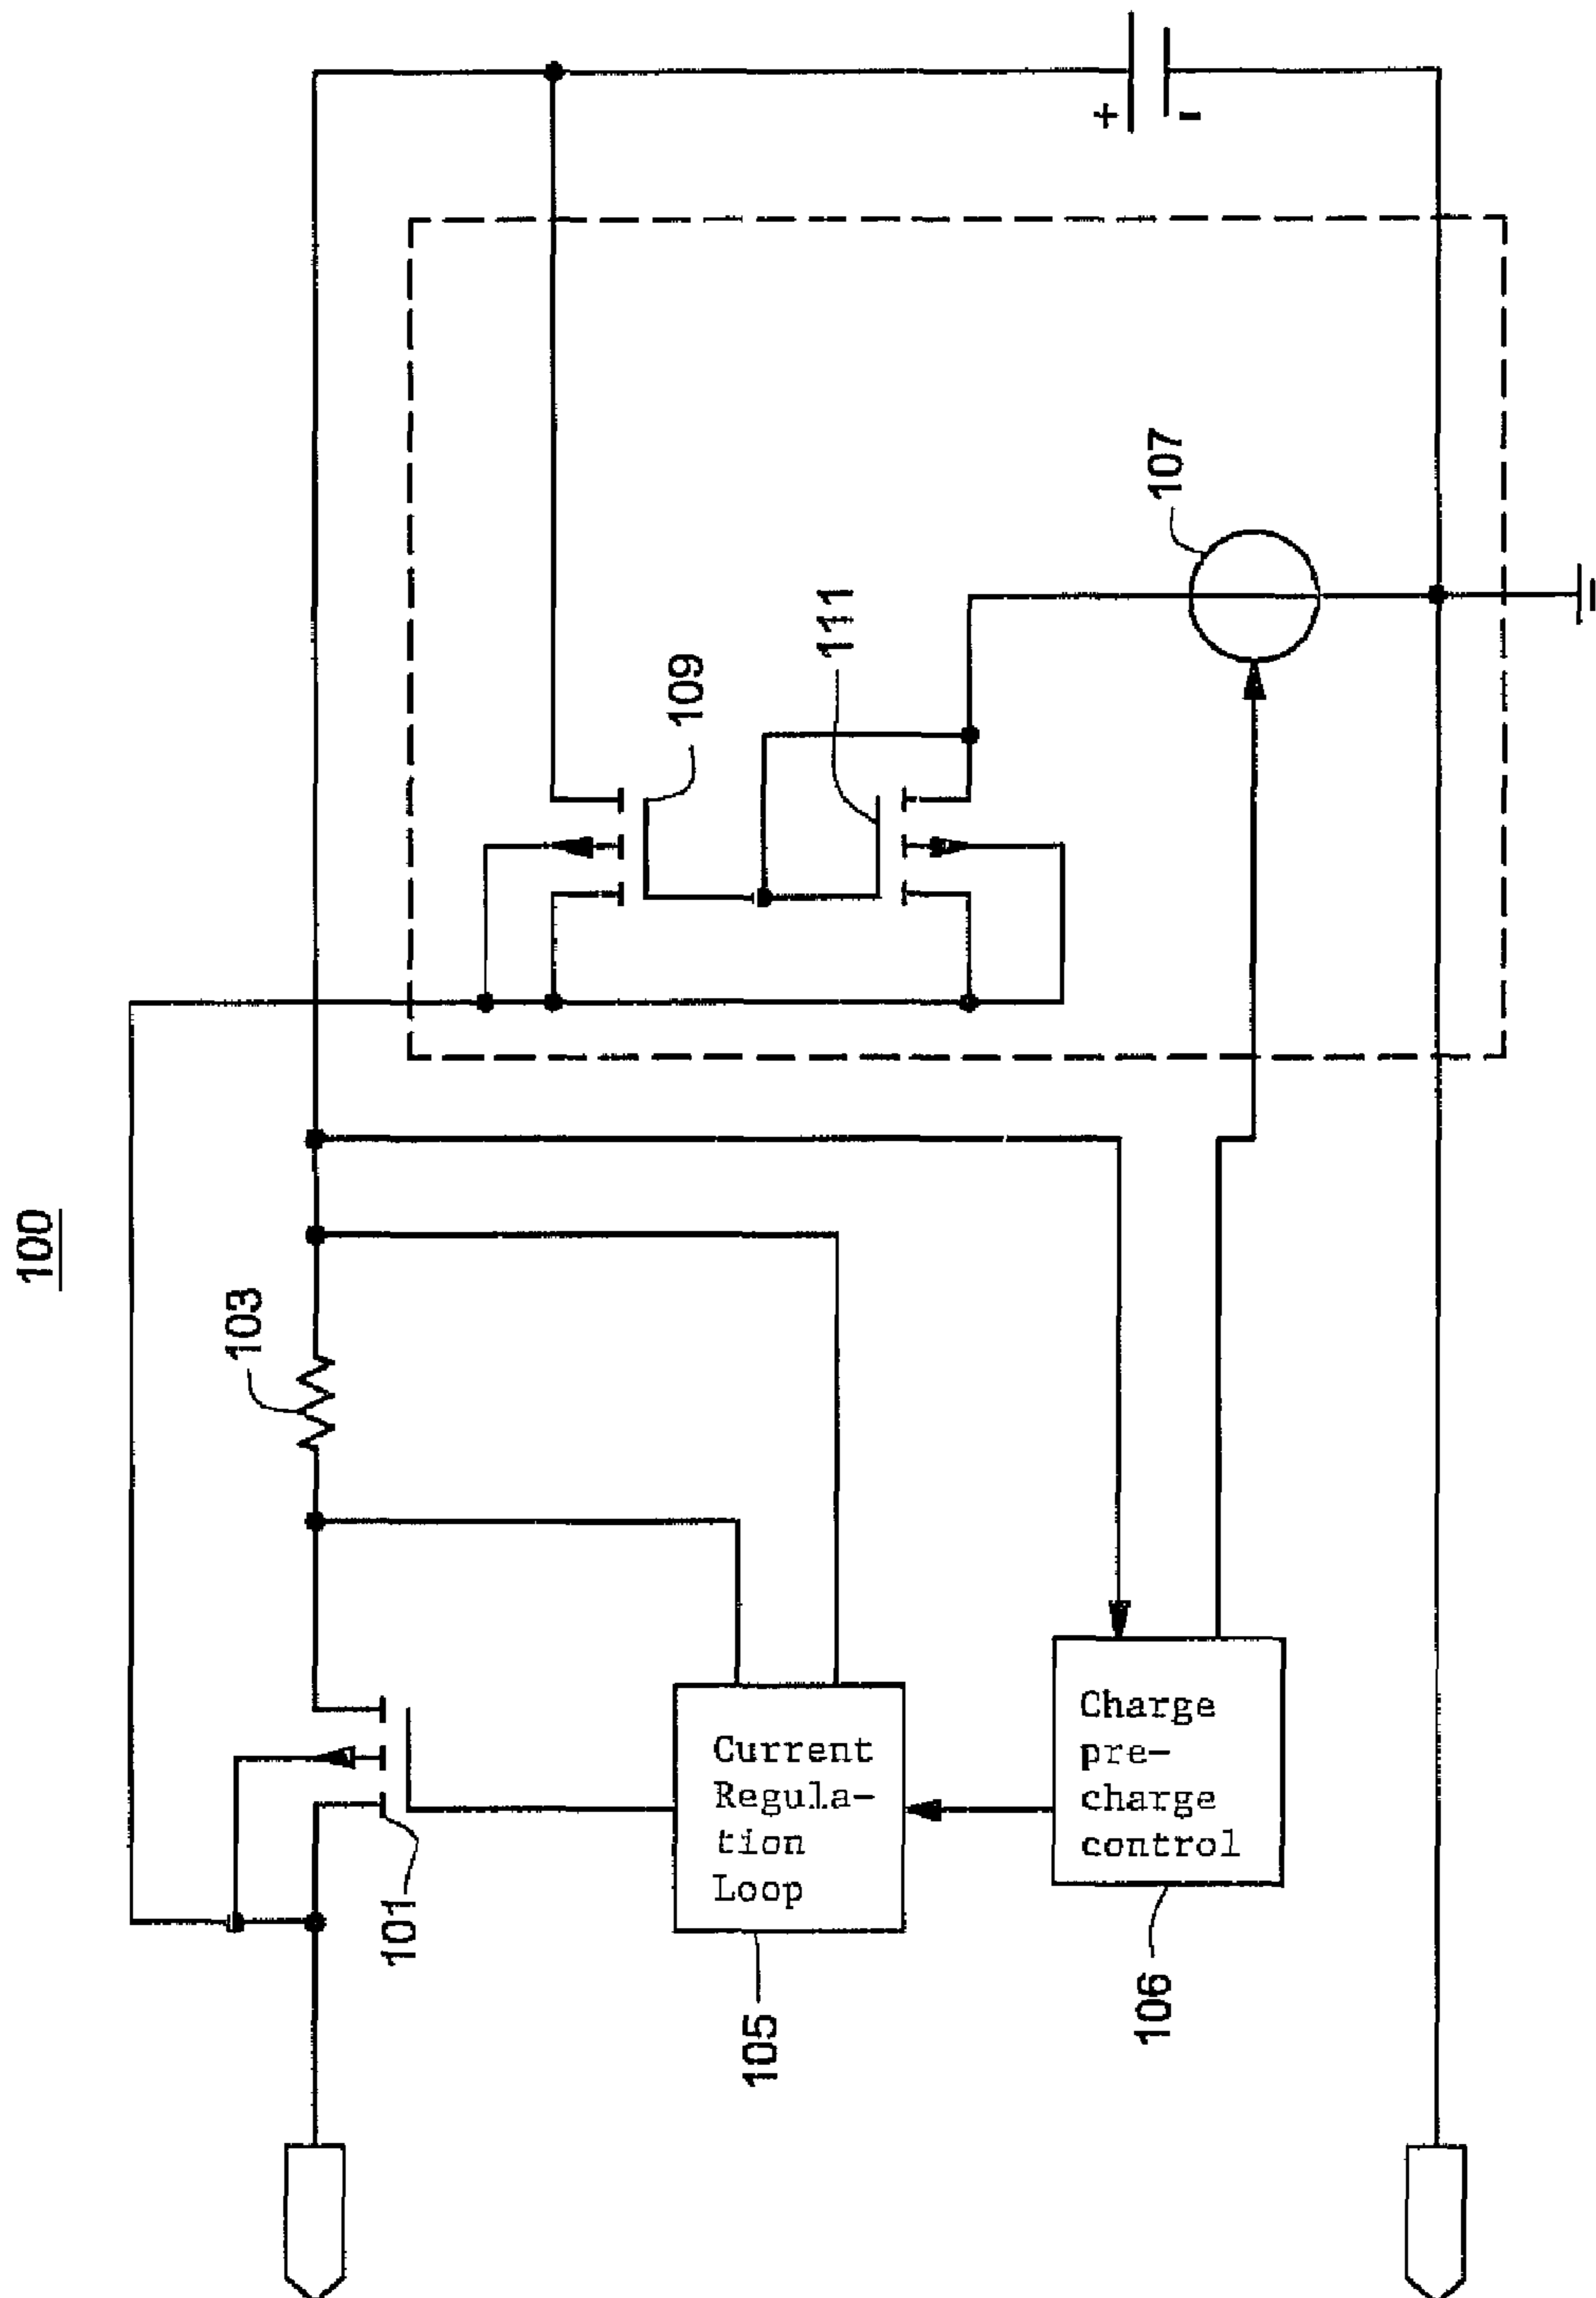 100
103
101
109
111
107
+
-
Current
Regula-
tion
Loop
105
Charge
pre-
charge
control
106